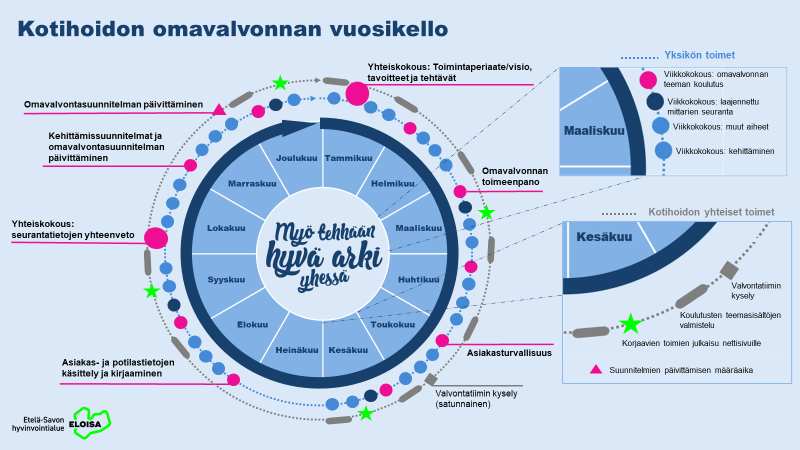 Kotihoidon omavalvonnan vuosikello
Yhteiskokous: Toimintaperiaate/visio,
tavoitteet ja tehtävät
Omavalvontasuunnitelman päivittäminen
Kehittämissuunnitelmat ja
omavalvontasuunnitelman
päivittäminen
Yhteiskokous:
seurantatietojen yhteenveto
Asiakas- ja potilastietojen
käsittely ja kirjaaminen
Omavalvonnan
toimeenpano
Asiakasturvallisuus
Valvontatiimin kysely
(satunnainen)
Tammikuu
Helmikuu
Maaliskuu
Huhtikuu
Toukokuu
Kesäkuu
Heinäkuu
Elokuu
Syyskuu
Lokakuu
Marraskuu
Joulukuu
Myö tehhään
hyvä arki
yhessä
Yksikön toimet
Maaliskuu
Viikkokokous: omavalvonnan
teeman koulutus
Viikkokokous: laajennettu
mittarien seuranta
Viikkokokous: muut aiheet
Viikkokokous: kehittäminen
Kotihoidon yhteiset toimet
Kesäkuu
Valvontatiimin
kysely
Koulutusten teemasisältöjen
valmistelu
Korjaavien toimien julkaisu nettisivuille
Suunnitelmien päivittämisen määräaika
Etelä-Savon
hyvinvointialue
ELOISA